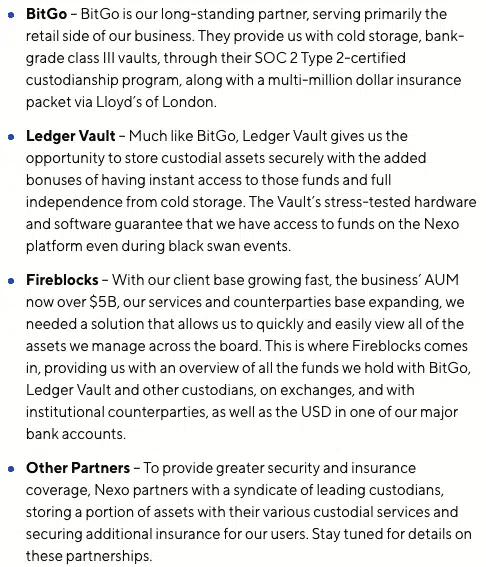 • BitGo – BitGo is our long-standing partner, serving primarily the
retail side of our business. They provide us with cold storage, bank-
grade class III vaults, through their SOC 2 Type 2-certified
custodianship program, along with a multi-million dollar insurance
packet via Lloyd's of London.
• Ledger Vault – Much like BitGo, Ledger Vault gives us the
opportunity to store custodial assets securely with the added
bonuses of having instant access to those funds and full
independence from cold storage. The Vault's stress-tested hardware
and software guarantee that we have access to funds on the Nexo
platform even during black swan events.
• Fireblocks – With our client base growing fast, the business' AUM
now over $5B, our services and counterparties base expanding, we
needed a solution that allows us to quickly and easily view all of the
assets we manage across the board. This is where Fireblocks comes
in, providing us with an overview of all the funds we hold with BitGo,
Ledger Vault and other custodians, on exchanges, and with
institutional counterparties, as well as the USD in one of our major
bank accounts.
• Other Partners – To provide greater security and insurance
coverage, Nexo partners with a syndicate of leading custodians,
storing a portion of assets with their various custodial services and
securing additional insurance for our users. Stay tuned for details on
these partnerships.